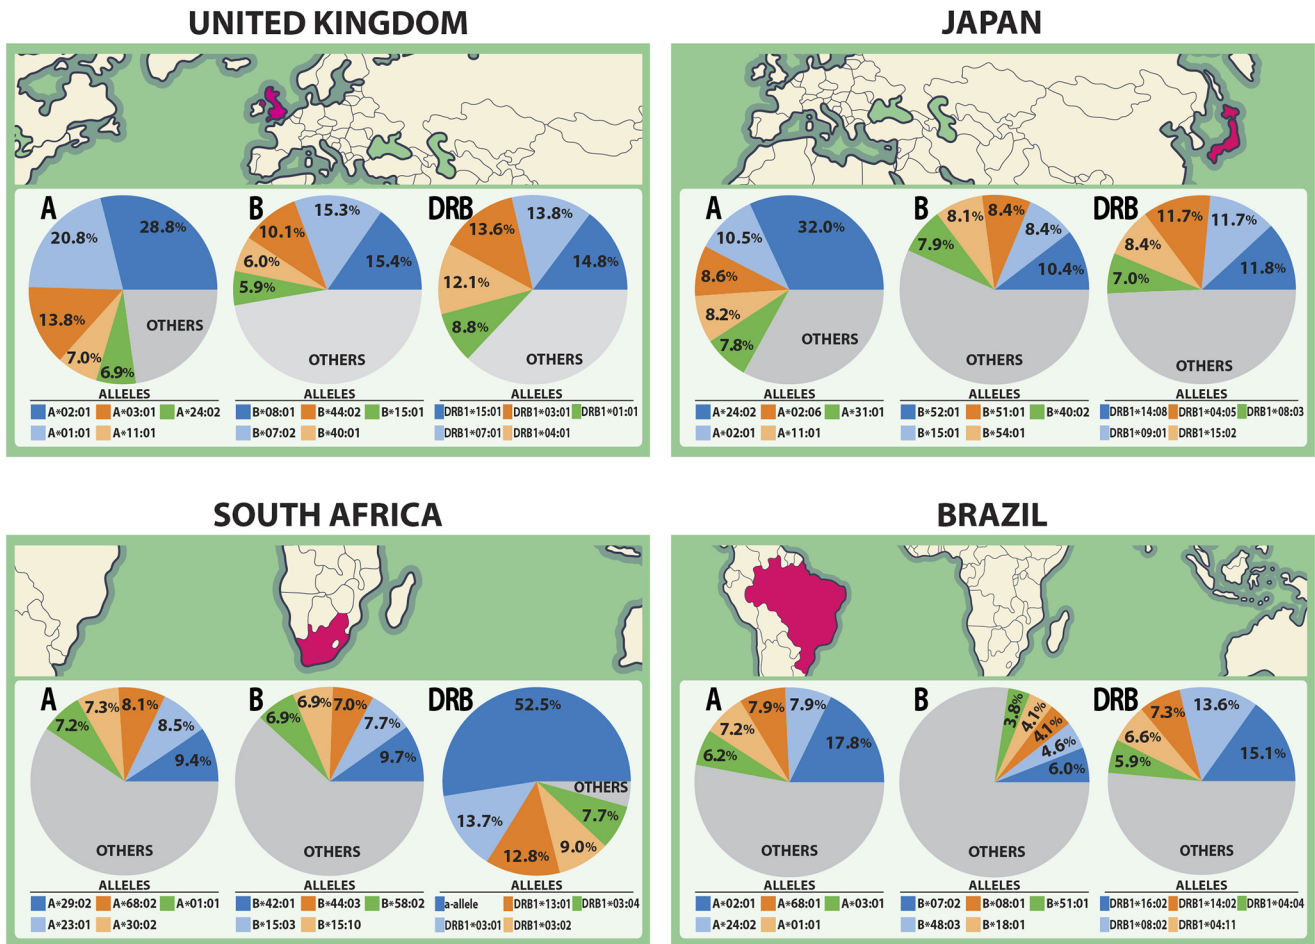 UNITED KINGDOM
A
28.8%
20.8%
13.8%
7.0%
6.9%
OTHERS
B
15.3%
10.1%
6.0%
5.9%
15.4%
OTHERS
DRB
13.8%
13.6%
12.1%
8.8%
14.8%
OTHERS
ALLELES
A*02:01 A*03:01 A*24:02
A*01:01 A*11:01
ALLELES
B*08:01 B*44:02 B*15:01
B*07:02 B*40:01
ALLELES
DRB1*15:01 DRB1*03:01 DRB1*01:01
DRB1*07:01 DRB1*04:01
JAPAN
A
32.0%
10.5%
8.6%
8.2%
7.8%
OTHERS
B
8.1%
8.4%
8.4%
7.9%
10.4%
OTHERS
DRB
11.7%
11.7%
8.4%
7.0%
11.8%
OTHERS
ALLELES
A*24:02 A*02:06 A*31:01
A*02:01 A*11:01
ALLELES
B*52:01 B*51:01 B*40:02
B*15:01 B*54:01
ALLELES
DRB1*14:08 DRB1*04:05 DRB1*08:03
DRB1*09:01 DRB1*15:02
SOUTH AFRICA
A
7.3%
8.1%
8.5%
7.2%
9.4%
OTHERS
B
6.9%
7.0%
7.7%
6.9%
9.7%
OTHERS
DRB
52.5%
OTHERS
7.7%
13.7%
9.0%
12.8%
ALLELES
A*29:02 A*68:02 A*01:01
A*23:01 A*30:02
ALLELES
B*42:01 B*44:03 B*58:02
B*15:03 B*15:10
ALLELES
a-allele DRB1*13:01 DRB1*03:04
DRB1*03:01 DRB1*03:02
BRAZIL
A
7.9%
7.9%
7.2%
6.2%
17.8%
OTHERS
B
3.8%
4.1%
4.1%
4.6%
6.0%
OTHERS
DRB
13.6%
7.3%
6.6%
5.9%
15.1%
OTHERS
ALLELES
A*02:01 A*68:01 A*03:01
A*24:02 A*01:01
ALLELES
B*07:02 B*08:01 B*51:01
B*48:03 B*18:01
ALLELES
DRB1*16:02 DRB1*14:02 DRB1*04:04
DRB1*08:02 DRB1*04:11